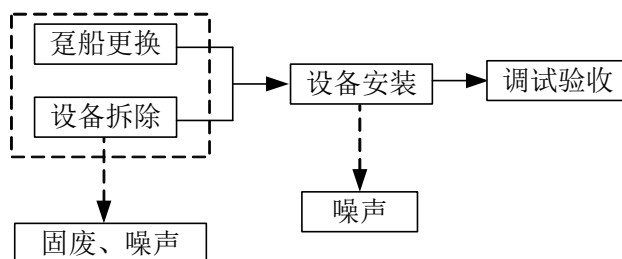 趸船更换
设备拆除
设备安装
调试验收
固废、噪声
噪声